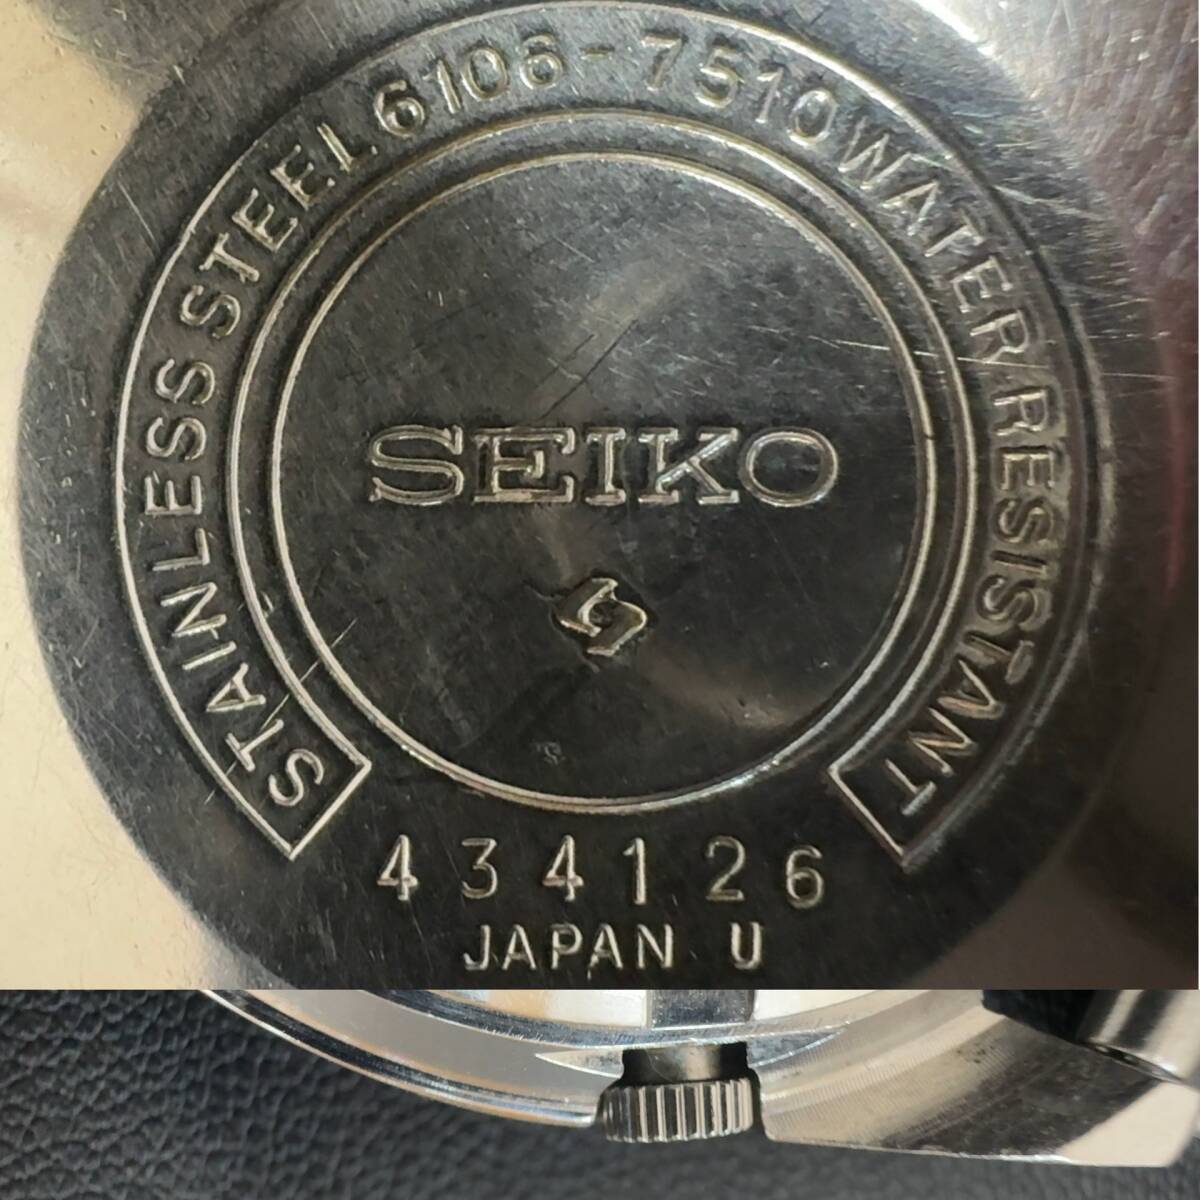 STAINLESS STEEL 6106-7510 WATER RESISTANT
SEIKO
434126
JAPAN U